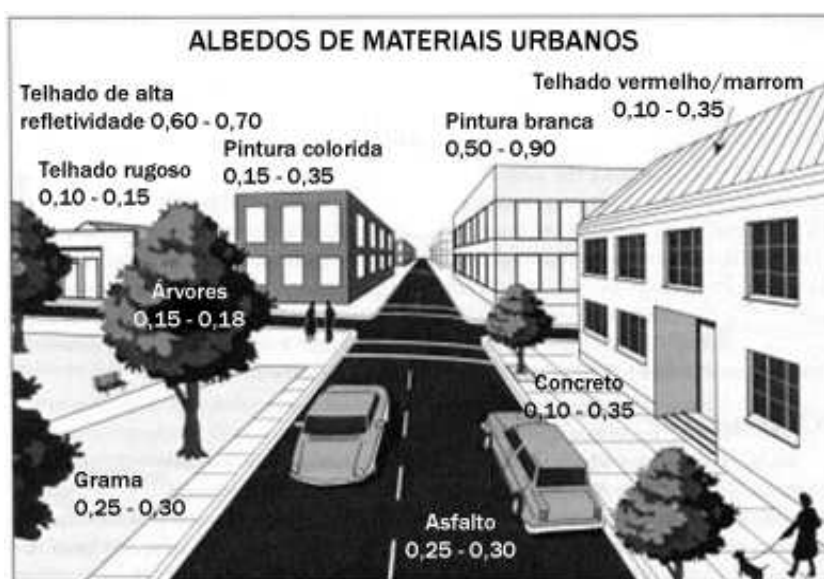 ALBEDOS DE MATERIAIS URBANOS
Telhado de alta
refletividade 0,60 - 0,70
Telhado vermelho/marrom
0,10 - 0,35
Pintura branca
0,50 - 0,90
Pintura colorida
0,15 - 0,35
Telhado rugoso
0,10 - 0,15
Árvores
0,15 - 0,18
Concreto
0,10 - 0,35
Grama
0,25 - 0,30
Asfalto
0,25 - 0,30